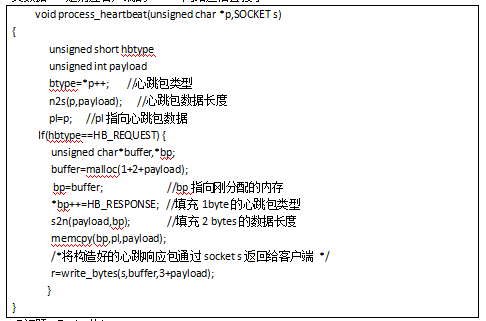 void process_heartbeat(unsigned char *p,SOCKET s)
{
unsigned short hbtype
unsigned int payload
btype=*p++; //心跳包类型
n2s(p,payload); //心跳包数据长度
pl=p; //pl 指向心跳包数据
If(hbtype==HB_REQUEST) {
unsigned char*buffer,*bp;
buffer=malloc(1+2+payload);
bp=buffer; //bp 指向刚分配的内存
*bp++=HB_RESPONSE; //填充 1byte 的心跳包类型
s2n(payload,bp); //填充 2 bytes 的数据长度
memcpy(bp,pl,payload);
/*将构造好的心跳响应包通过 socket s 返回给客户端 */
r=write_bytes(s,buffer,3+payload);
}
}